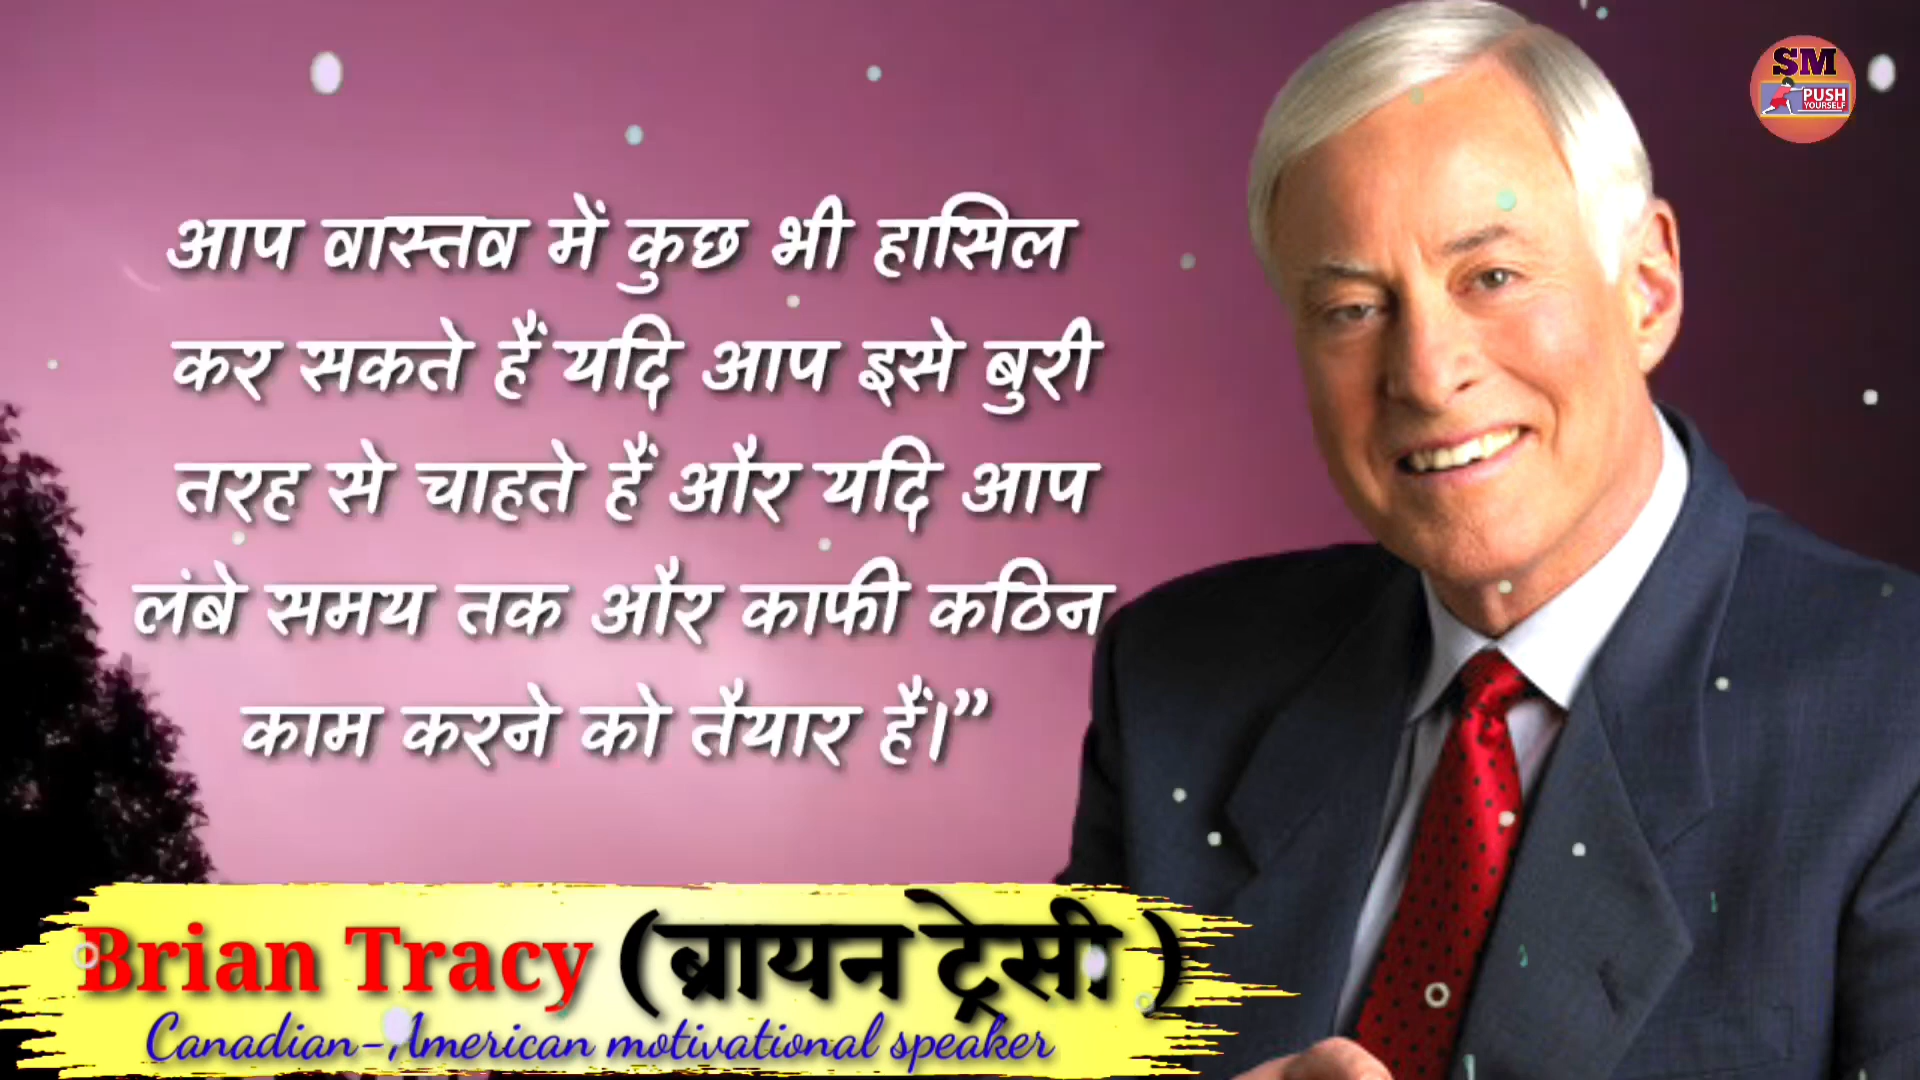 SM
PUSH
YOURSELF
आप वास्तव में कुछ भी हासिल
कर सकते हैं यदि आप इसे बुरी
तरह से चाहते हैं और यदि आप
लंबे समय तक और काफी कठिन
काम करने को तैयार हैं।”
Brian Tracy (ब्रायन ट्रेसी )
Canadian-American motivational speaker